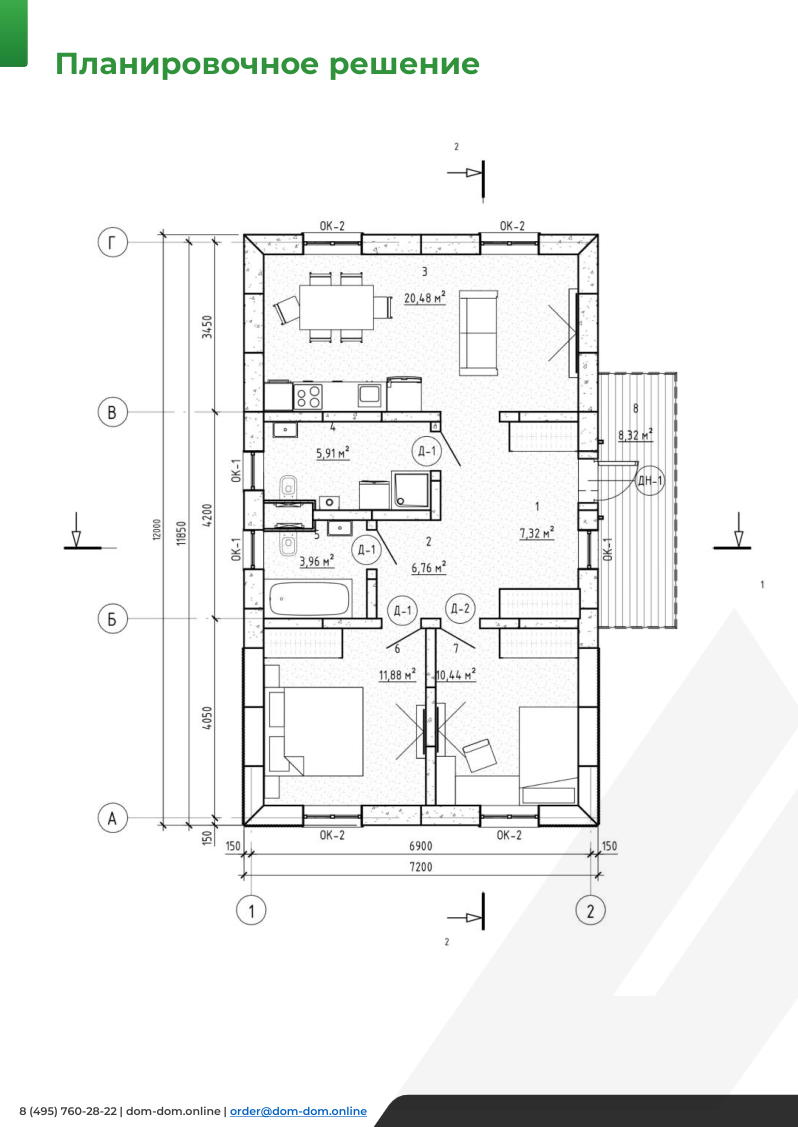 Планировочное решение
2
ОК-2
ОК-2
Г
3
20,48 м²
3450
В
8
8,32 м²
4
5,91 м²
Д-1
ОК-1
ДН-1
12000
11850
4200
1
7,32 м²
5
3,96 м²
Д-1
2
6,76 м²
ОК-1
ОК-1
1
Б
Д-1
Д-2
6
11,88 м²
7
10,44 м²
4050
А
150
ОК-2
ОК-2
150
6900
150
7200
1
2
2
8 (495) 760-28-22 | dom-dom.online | order@dom-dom.online